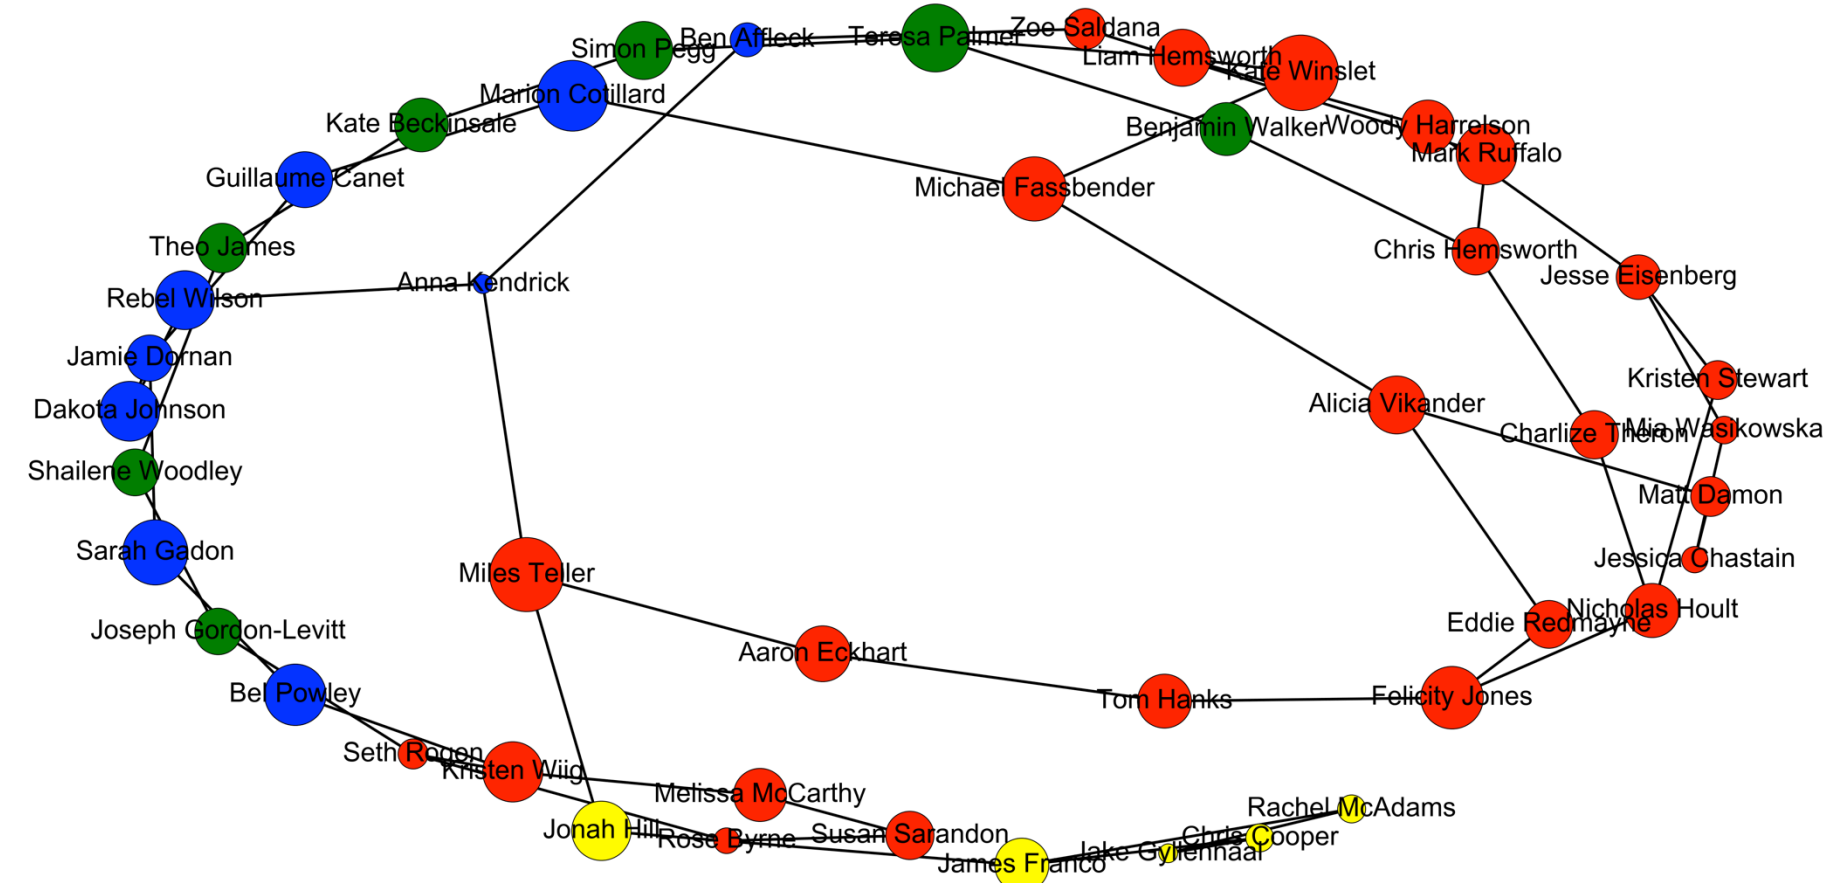 Zoe Saldana
Ben Affleck
Teresa Palmer
Simon Pegg
Liam Hemsworth
Kate Winslet
Marion Cotillard
Kate Beckinsale
Benjamin Walker
Woody Harrelson
Mark Ruffalo
Guillaume Canet
Michael Fassbender
Theo James
Chris Hemsworth
Jesse Eisenberg
Anna Kendrick
Rebel Wilson
Jamie Dornan
Kristen Stewart
Dakota Johnson
Alicia Vikander
Charlize Theron
Mia Wasikowska
Shailene Woodley
Matt Damon
Sarah Gadon
Jessica Chastain
Miles Teller
Nicholas Hoult
Eddie Redmayne
Joseph Gordon-Levitt
Aaron Eckhart
Bel Powley
Tom Hanks
Felicity Jones
Seth Rogen
Kristen Wiig
Melissa McCarthy
Rachel McAdams
Jonah Hill
Rose Byrne
Susan Sarandon
Chris Cooper
Jake Gyllenhaal
James Franco